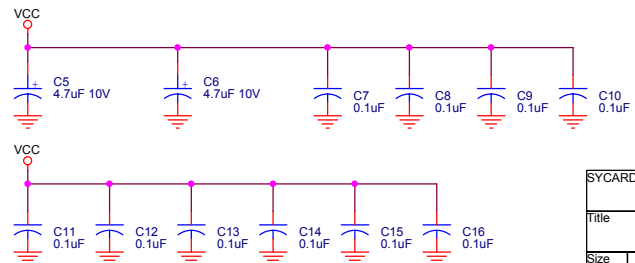 VCC
C5
4.7uF 10V
+
C6
4.7uF 10V
+
C7
0.1uF
C8
0.1uF
C9
0.1uF
C10
0.1uF
VCC
C11
0.1uF
C12
0.1uF
C13
0.1uF
C14
0.1uF
C15
0.1uF
C16
0.1uF
SYCARD
Title
Size